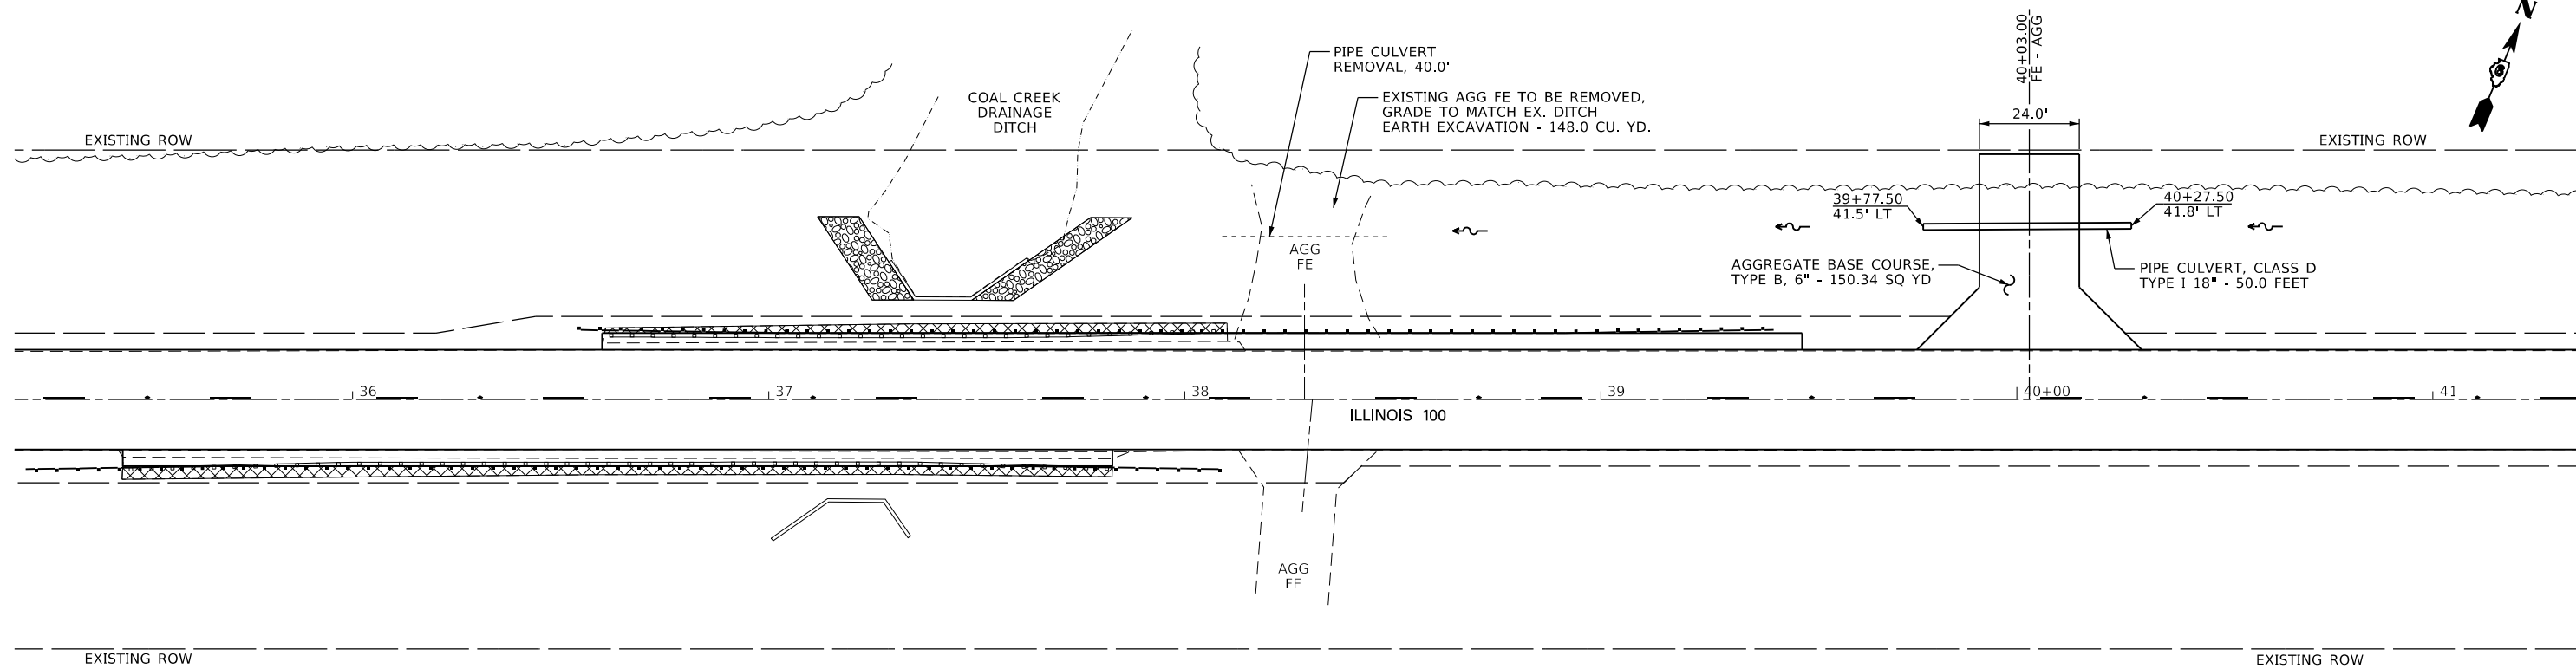 N
40+03.00
FE - AGG
PIPE CULVERT
REMOVAL, 40.0'
COAL CREEK
DRAINAGE
DITCH
EXISTING AGG FE TO BE REMOVED,
GRADE TO MATCH EX. DITCH
EARTH EXCAVATION - 148.0 CU. YD.
24.0'
EXISTING ROW
EXISTING ROW
39+77.50
41.5' LT
40+27.50
41.8' LT
AGG
FE
AGGREGATE BASE COURSE,
TYPE B, 6" - 150.34 SQ YD
PIPE CULVERT, CLASS D
TYPE I 18" - 50.0 FEET
36
37
38
39
40+00
41
ILLINOIS 100
AGG
FE
EXISTING ROW
EXISTING ROW